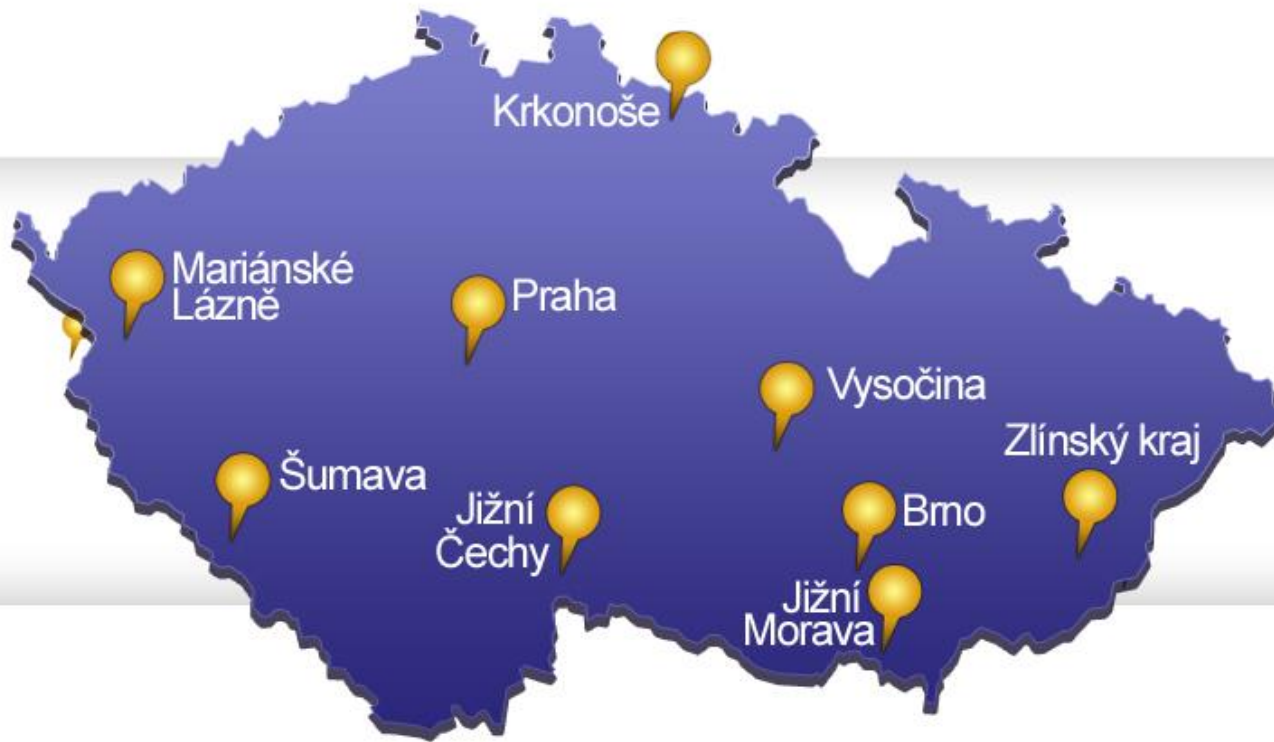 Krkonoše
Mariánské
Lázně
Praha
Vysočina
Zlínský kraj
Šumava
Jižní
Čechy
Brno
Jižní
Morava